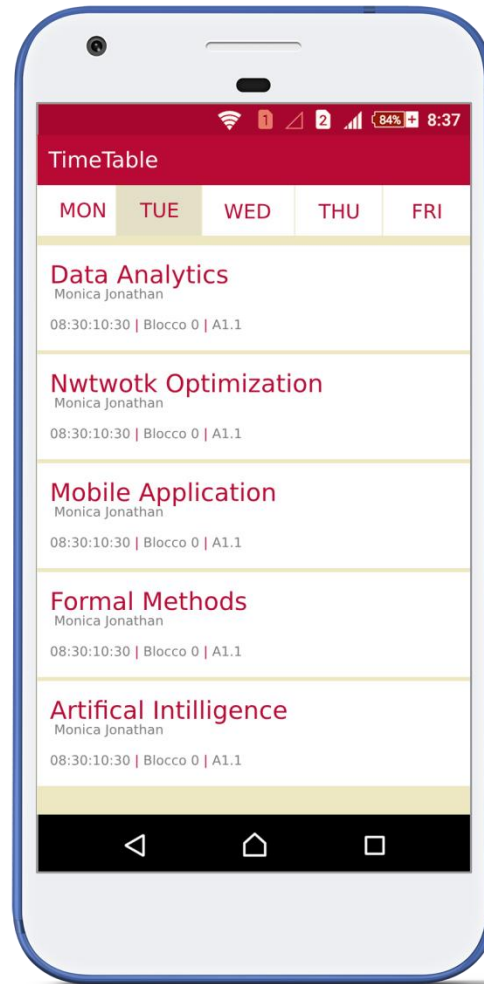 1 2 84% 8:37
TimeTable
MON TUE WED THU FRI
Data Analytics
Monica Jonathan
08:30:10:30 | Blocco 0 | A1.1
Nwtwotk Optimization
Monica Jonathan
08:30:10:30 | Blocco 0 | A1.1
Mobile Application
Monica Jonathan
08:30:10:30 | Blocco 0 | A1.1
Formal Methods
Monica Jonathan
08:30:10:30 | Blocco 0 | A1.1
Artifical Intilligence
Monica Jonathan
08:30:10:30 | Blocco 0 | A1.1